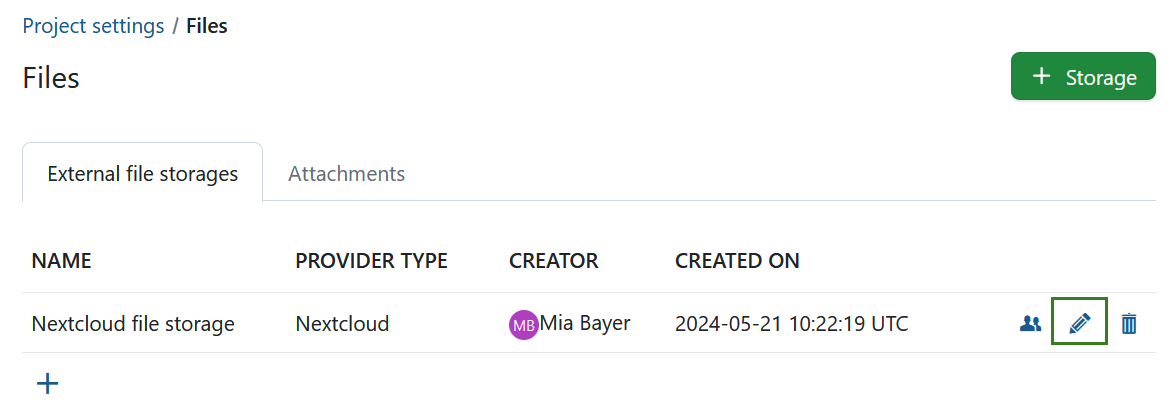 Project settings / Files
Files
+ Storage
External file storages
Attachments
NAME PROVIDER TYPE CREATOR CREATED ON
Nextcloud file storage Nextcloud MB Mia Bayer 2024-05-21 10:22:19 UTC
+